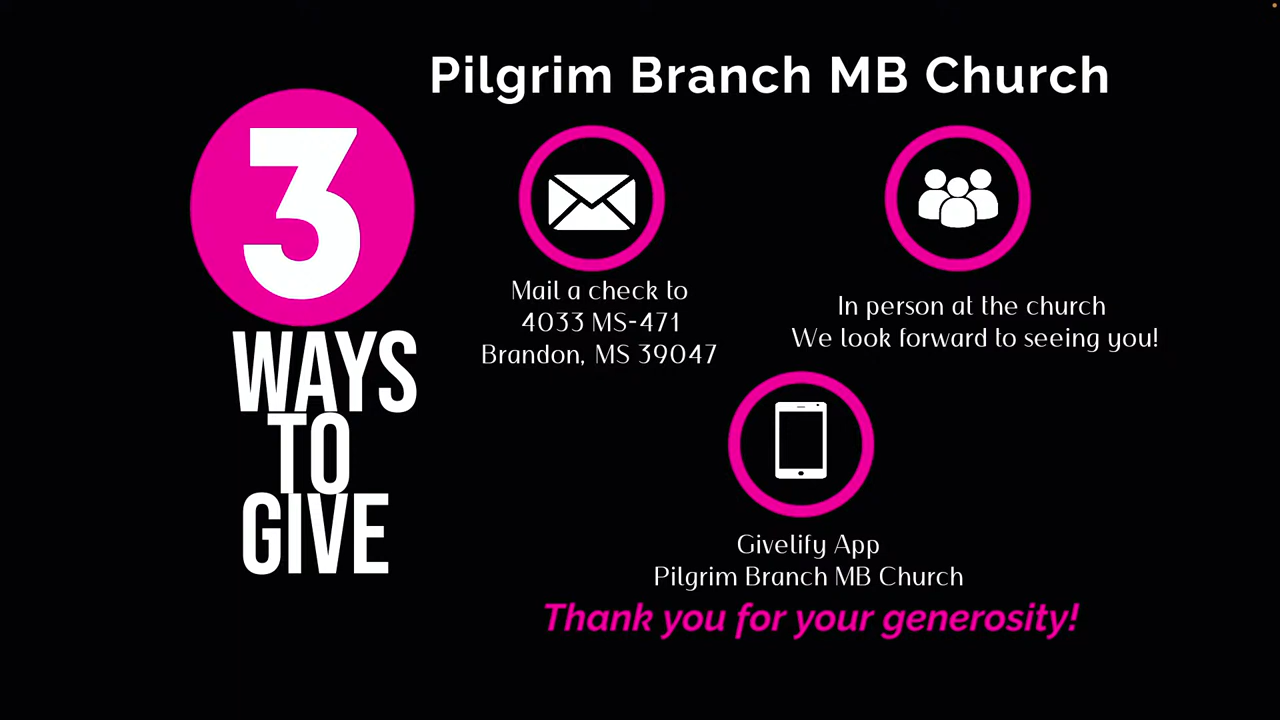 Pilgrim Branch MB Church
3
WAYS
TO
GIVE
Mail a check to
4033 MS-471
Brandon, MS 39047
In person at the church
We look forward to seeing you!
Givelify App
Pilgrim Branch MB Church
Thank you for your generosity!